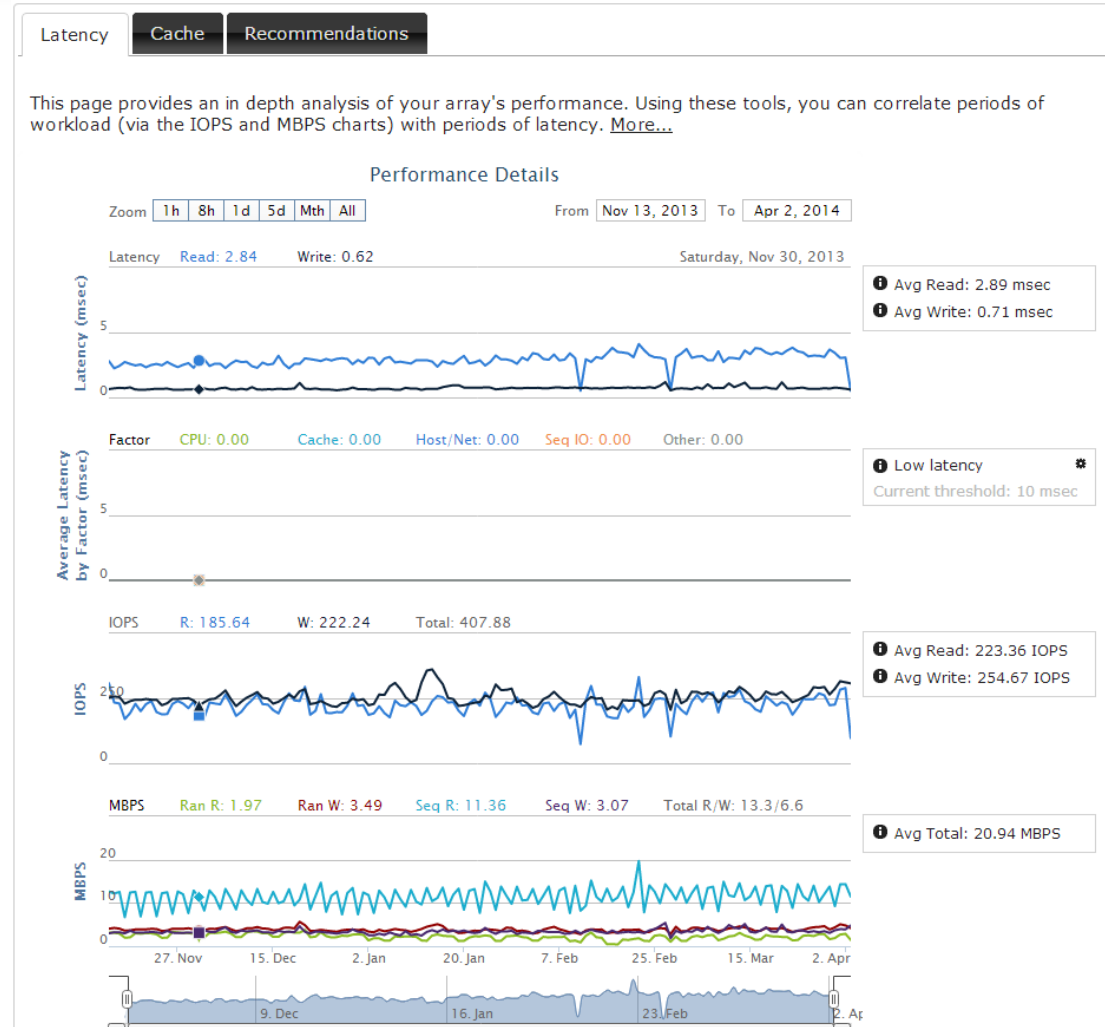 Latency Cache Recommendations
This page provides an in depth analysis of your array's performance. Using these tools, you can correlate periods of
workload (via the IOPS and MBPS charts) with periods of latency. More...
Performance Details
Zoom 1h 8h 1d 5d Mth All From Nov 13, 2013 To Apr 2, 2014
Latency Read: 2.84 Write: 0.62 Saturday, Nov 30, 2013
Latency (msec)
5
0
Avg Read: 2.89 msec
Avg Write: 0.71 msec
Factor CPU: 0.00 Cache: 0.00 Host/Net: 0.00 Seq IO: 0.00 Other: 0.00
Average Latency
by Factor (msec)
5
0
Low latency
Current threshold: 10 msec
IOPS R: 185.64 W: 222.24 Total: 407.88
IOPS
250
0
Avg Read: 223.36 IOPS
Avg Write: 254.67 IOPS
MBPS Ran R: 1.97 Ran W: 3.49 Seq R: 11.36 Seq W: 3.07 Total R/W: 13.3/6.6
MBPS
20
10
0
Avg Total: 20.94 MBPS
27. Nov 15. Dec 2. Jan 20. Jan 7. Feb 25. Feb 15. Mar 2. Apr
9. Dec 16. Jan 23. Feb 2. Ap